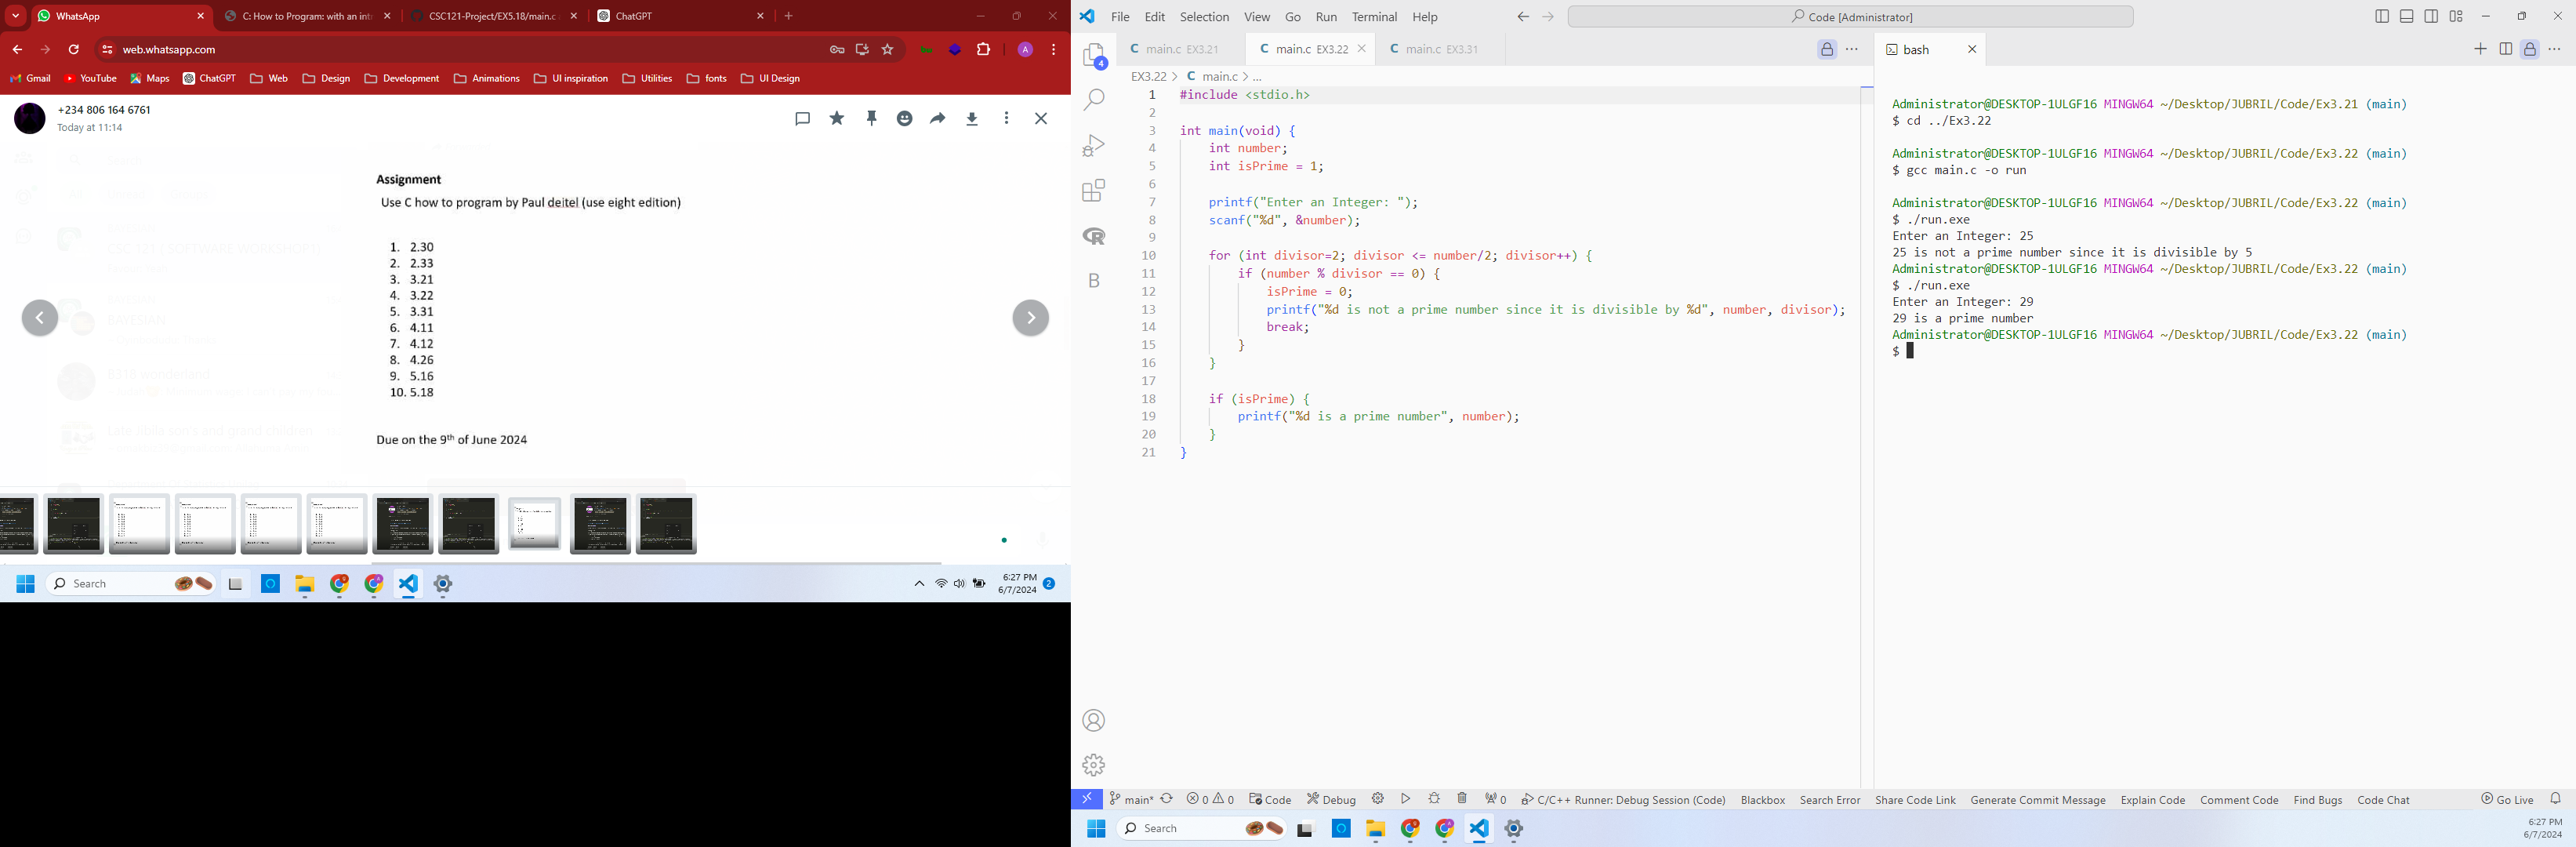 WhatsApp
C: How to Program: with an intr
CSC121-Project/EX5.18/main.c
ChatGPT
web.whatsapp.com
A
Gmail
YouTube
Maps
ChatGPT
Web
Design
Development
Animations
UI inspiration
Utilities
fonts
UI Design
+234 806 164 6761
Today at 11:14
Assignment
Use C how to program by Paul deitel (use eight edition)
1. 2.30
2. 2.33
3. 3.21
4. 3.22
5. 3.31
6. 4.11
7. 4.12
8. 4.26
9. 5.16
10. 5.18
Due on the 9th of June 2024
Search
6:27 PM
6/7/2024
2
File Edit Selection View Go Run Terminal Help
Code [Administrator]
4
C main.c EX3.21
C main.c EX3.22
C main.c EX3.31
EX3.22 > C main.c > ...
1 #include <stdio.h>
2
3 int main(void) {
4 int number;
5 int isPrime = 1;
6
7 printf("Enter an Integer: ");
8 scanf("%d", &number);
9
10 for (int divisor=2; divisor <= number/2; divisor++) {
11 if (number % divisor == 0) {
12 isPrime = 0;
13 printf("%d is not a prime number since it is divisible by %d", number, divisor);
14 break;
15 }
16 }
17
18 if (isPrime) {
19 printf("%d is a prime number", number);
20 }
21 }
R
B
bash
Administrator@DESKTOP-1ULGF16 MINGW64 ~/Desktop/JUBRIL/Code/Ex3.21 (main)
$ cd ../Ex3.22
Administrator@DESKTOP-1ULGF16 MINGW64 ~/Desktop/JUBRIL/Code/Ex3.22 (main)
$ gcc main.c -o run
Administrator@DESKTOP-1ULGF16 MINGW64 ~/Desktop/JUBRIL/Code/Ex3.22 (main)
$ ./run.exe
Enter an Integer: 25
25 is not a prime number since it is divisible by 5
Administrator@DESKTOP-1ULGF16 MINGW64 ~/Desktop/JUBRIL/Code/Ex3.22 (main)
$ ./run.exe
Enter an Integer: 29
29 is a prime number
Administrator@DESKTOP-1ULGF16 MINGW64 ~/Desktop/JUBRIL/Code/Ex3.22 (main)
$
main* 0 0 Code Debug 0 C/C++ Runner: Debug Session (Code) Blackbox Search Error Share Code Link Generate Commit Message Explain Code Comment Code Find Bugs Code Chat Go Live
Search
6:27 PM
6/7/2024